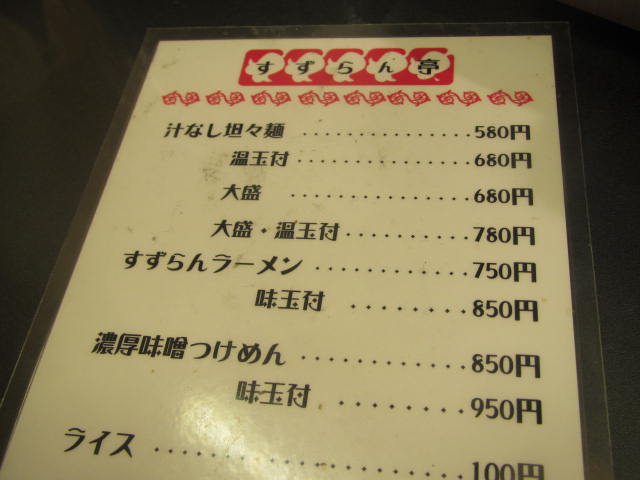 すずらん亭
汁なし坦々麺 ................ 580円
温玉付 ................ 680円
大盛 ................ 680円
大盛・温玉付 .......... 780円
すずらんラーメン ............ 750円
味玉付 ........ 850円
濃厚味噌つけめん ............ 850円
味玉付 ........ 950円
ライス ........................ 100円